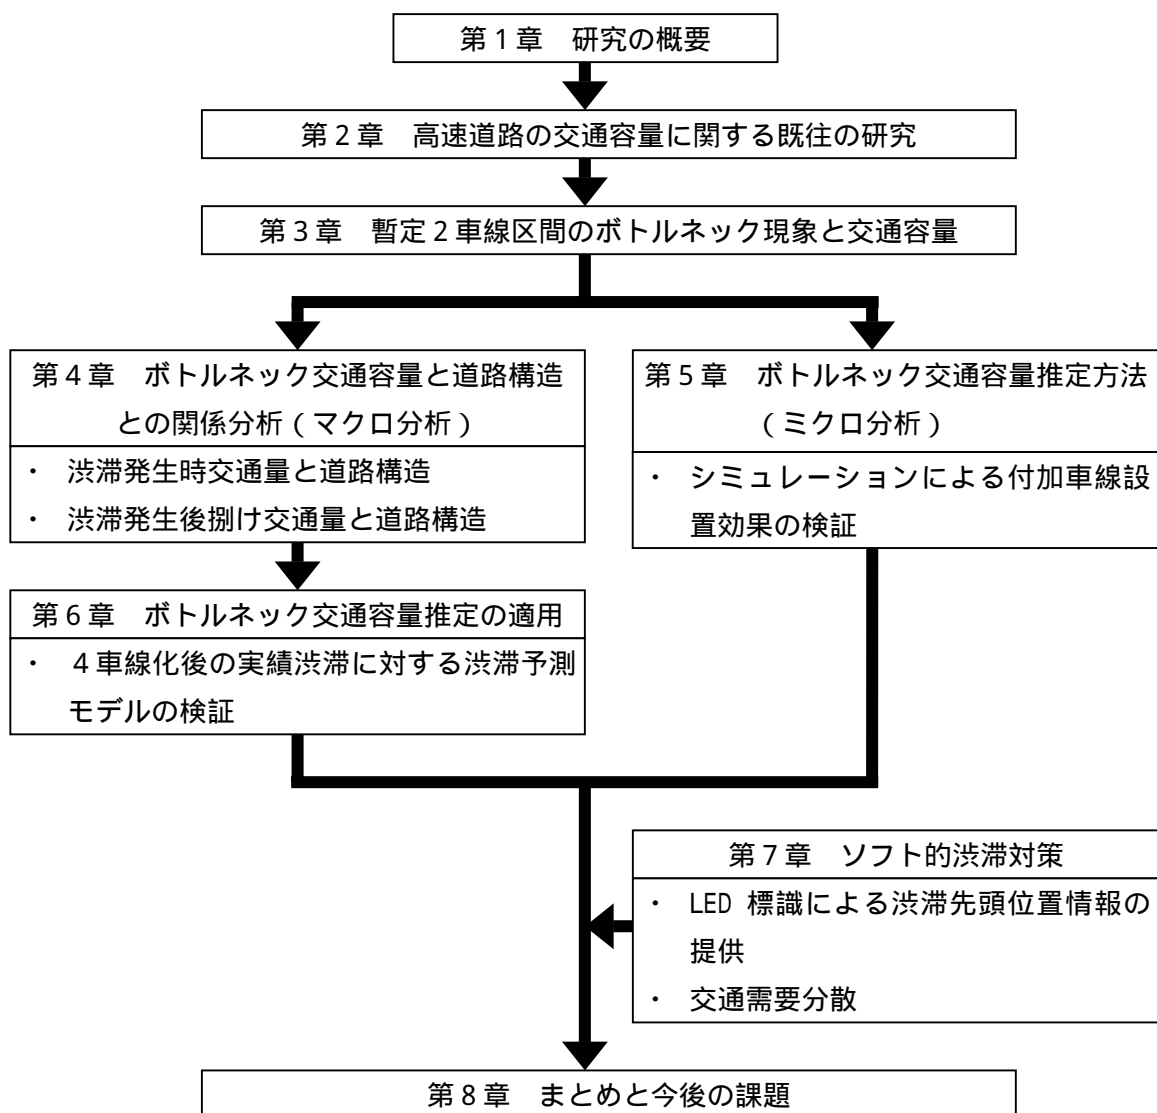 第１章　研究の概要
第２章　高速道路の交通容量に関する既往の研究
第３章　暫定２車線区間のボトルネック現象と交通容量
第４章　ボトルネック交通容量と道路構造
との関係分析（マクロ分析）
・　渋滞発生時交通量と道路構造
・　渋滞発生後捌け交通量と道路構造
第５章　ボトルネック交通容量推定方法
（ミクロ分析）
・　シミュレーションによる付加車線設
置効果の検証
第６章　ボトルネック交通容量推定の適用
・　４車線化後の実績渋滞に対する渋滞予測
モデルの検証
第７章　ソフト的渋滞対策
・　LED 標識による渋滞先頭位置情報の
提供
・　交通需要分散
第８章　まとめと今後の課題